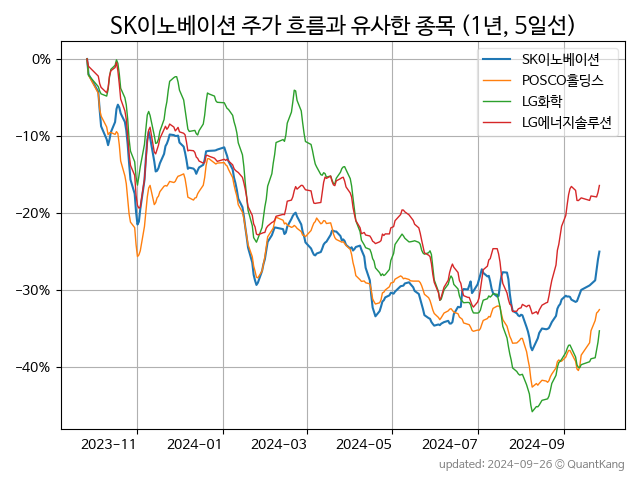 SK이노베이션 주가 흐름과 유사한 종목 (1년, 5일선)
SK이노베이션
POSCO홀딩스
LG화학
LG에너지솔루션
0%
−10%
−20%
−30%
−40%
2023-11
2024-01
2024-03
2024-05
2024-07
2024-09
updated: 2024-09-26 © QuantKang